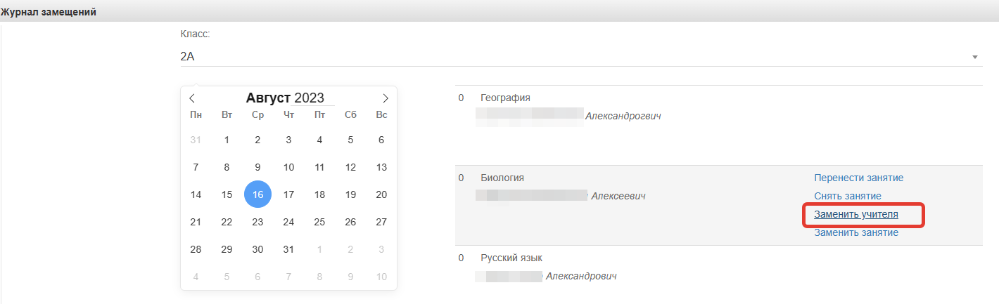 Журнал замещений
Класс:
2А
Август 2023
Пн Вт Ср Чт Пт Сб Вс
31 1 2 3 4 5 6
7 8 9 10 11 12 13
14 15 16 17 18 19 20
21 22 23 24 25 26 27
28 29 30 31 1 2 3
4 5 6 7 8 9 10
0 География
Александрогвич
0 Биология
Алексеевич
Перенести занятие
Снять занятие
Заменить учителя
Заменить занятие
0 Русский язык
Александрович